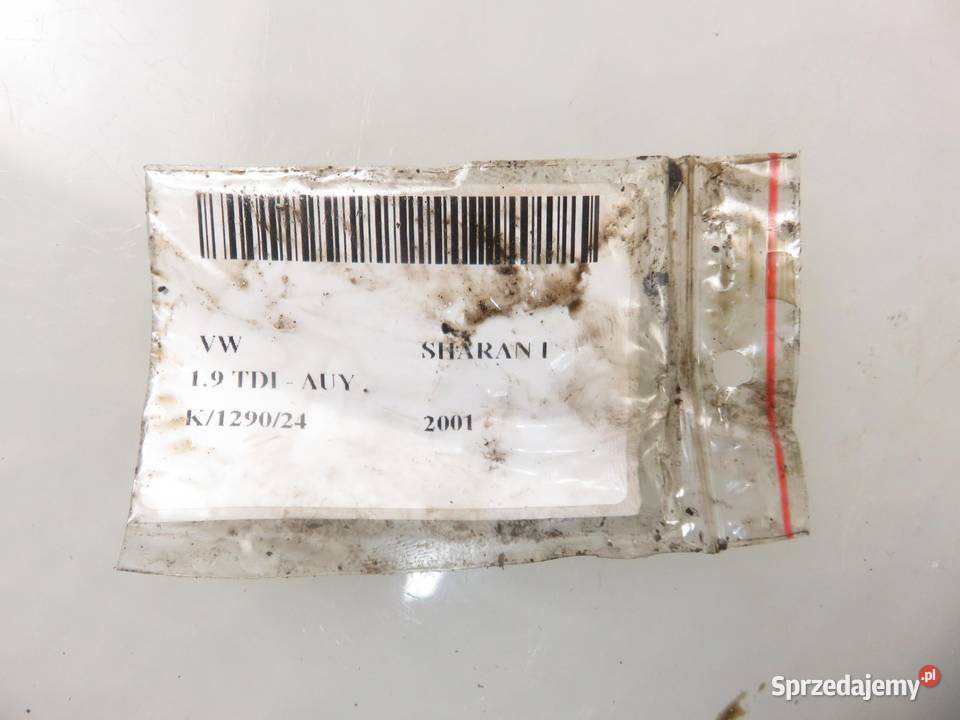 VW SHARAN I
1.9 TDI - AUY
K/1290/24 2001
Sprzedajemy.pl